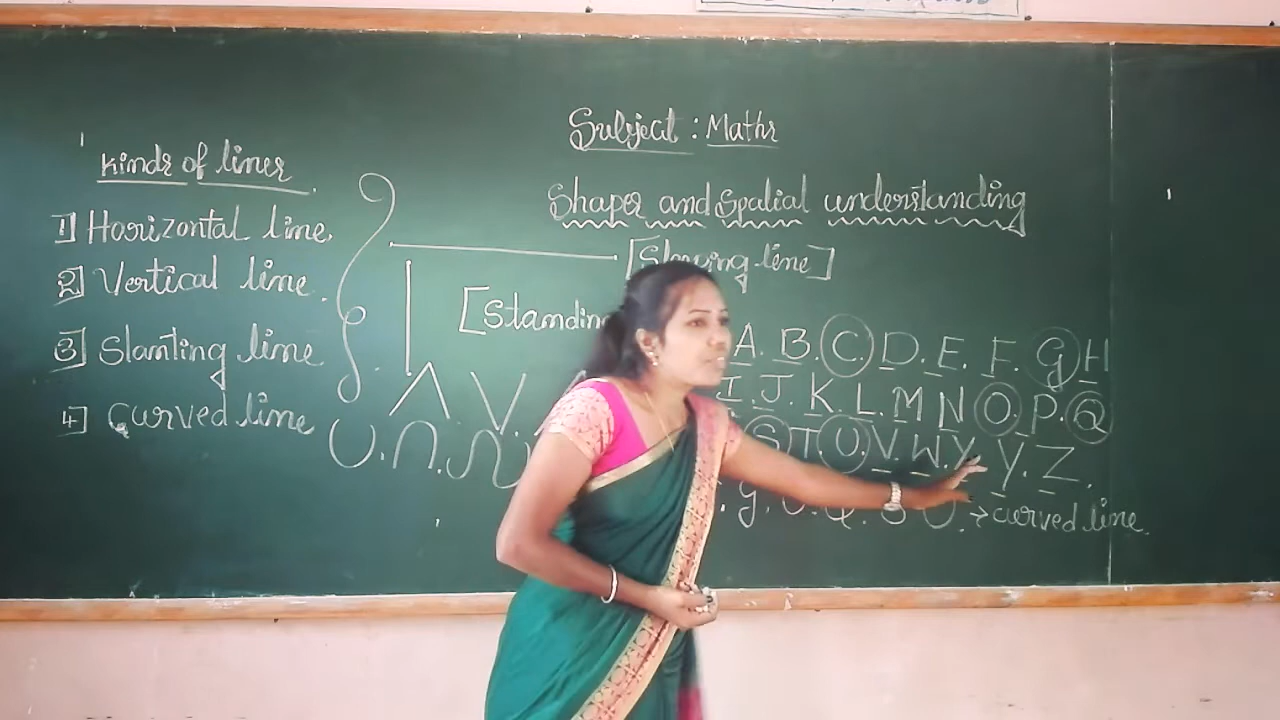 Subject : Maths
Shapes and Spatial understanding
Kinds of lines
1] Horizontal line.
2] Vertical line.
3] Slanting line
4] Curved line
[Sleeping line]
[Standing
A. B. C. D. E. F. G H
I. J. K. L. M N O. P. Q
S T. U. V. W. X. Y. Z.
G. U. Q. S U. → curved line.